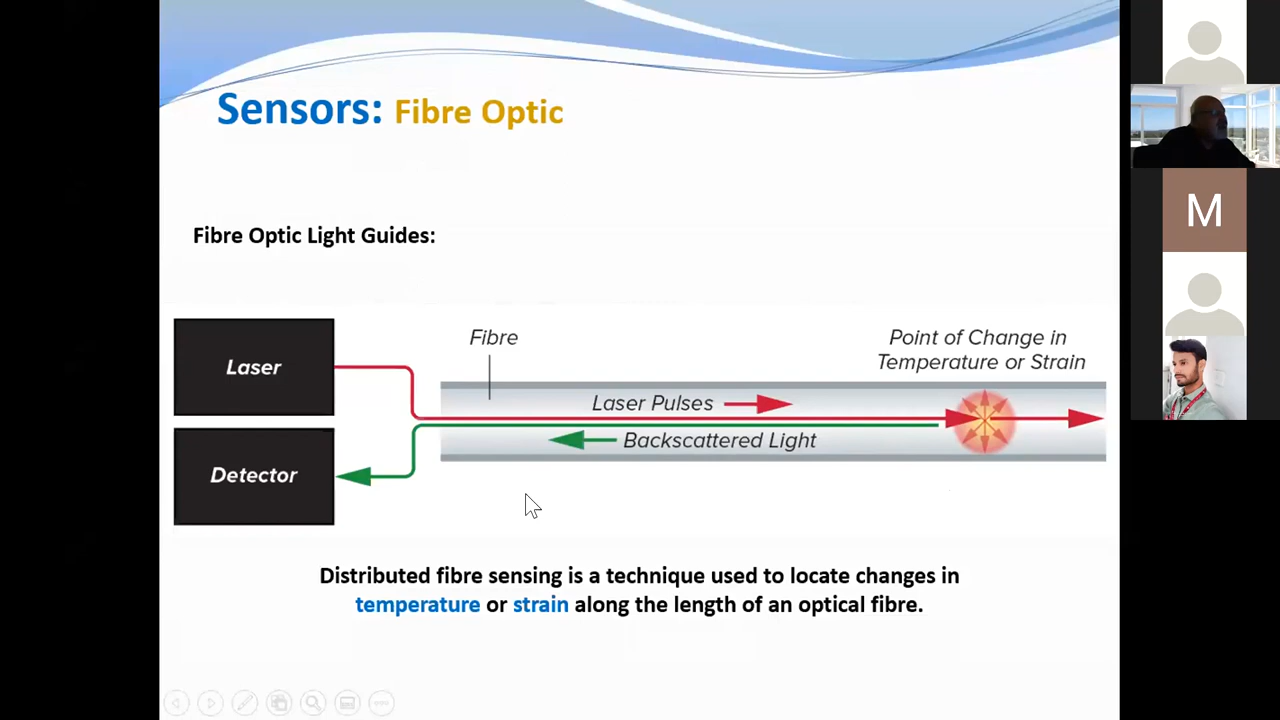 Sensors: Fibre Optic
M
Fibre Optic Light Guides:
Fibre
Point of Change in
Temperature or Strain
Laser
Laser Pulses
Backscattered Light
Detector
Distributed fibre sensing is a technique used to locate changes in
temperature or strain along the length of an optical fibre.